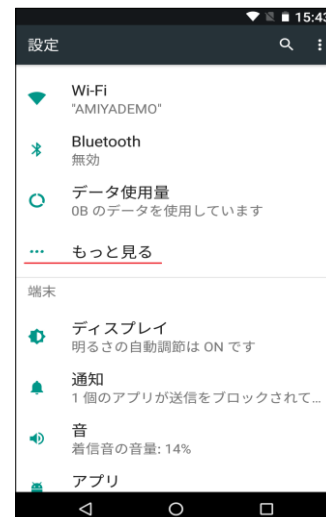 15:43
設定
Wi-Fi
"AMIYADEMO"
Bluetooth
無効
データ使用量
0B のデータを使用しています
もっと見る
端末
ディスプレイ
明るさの自動調節は ON です
通知
1 個のアプリが送信をブロックされて...
音
着信音の音量: 14%
アプリ